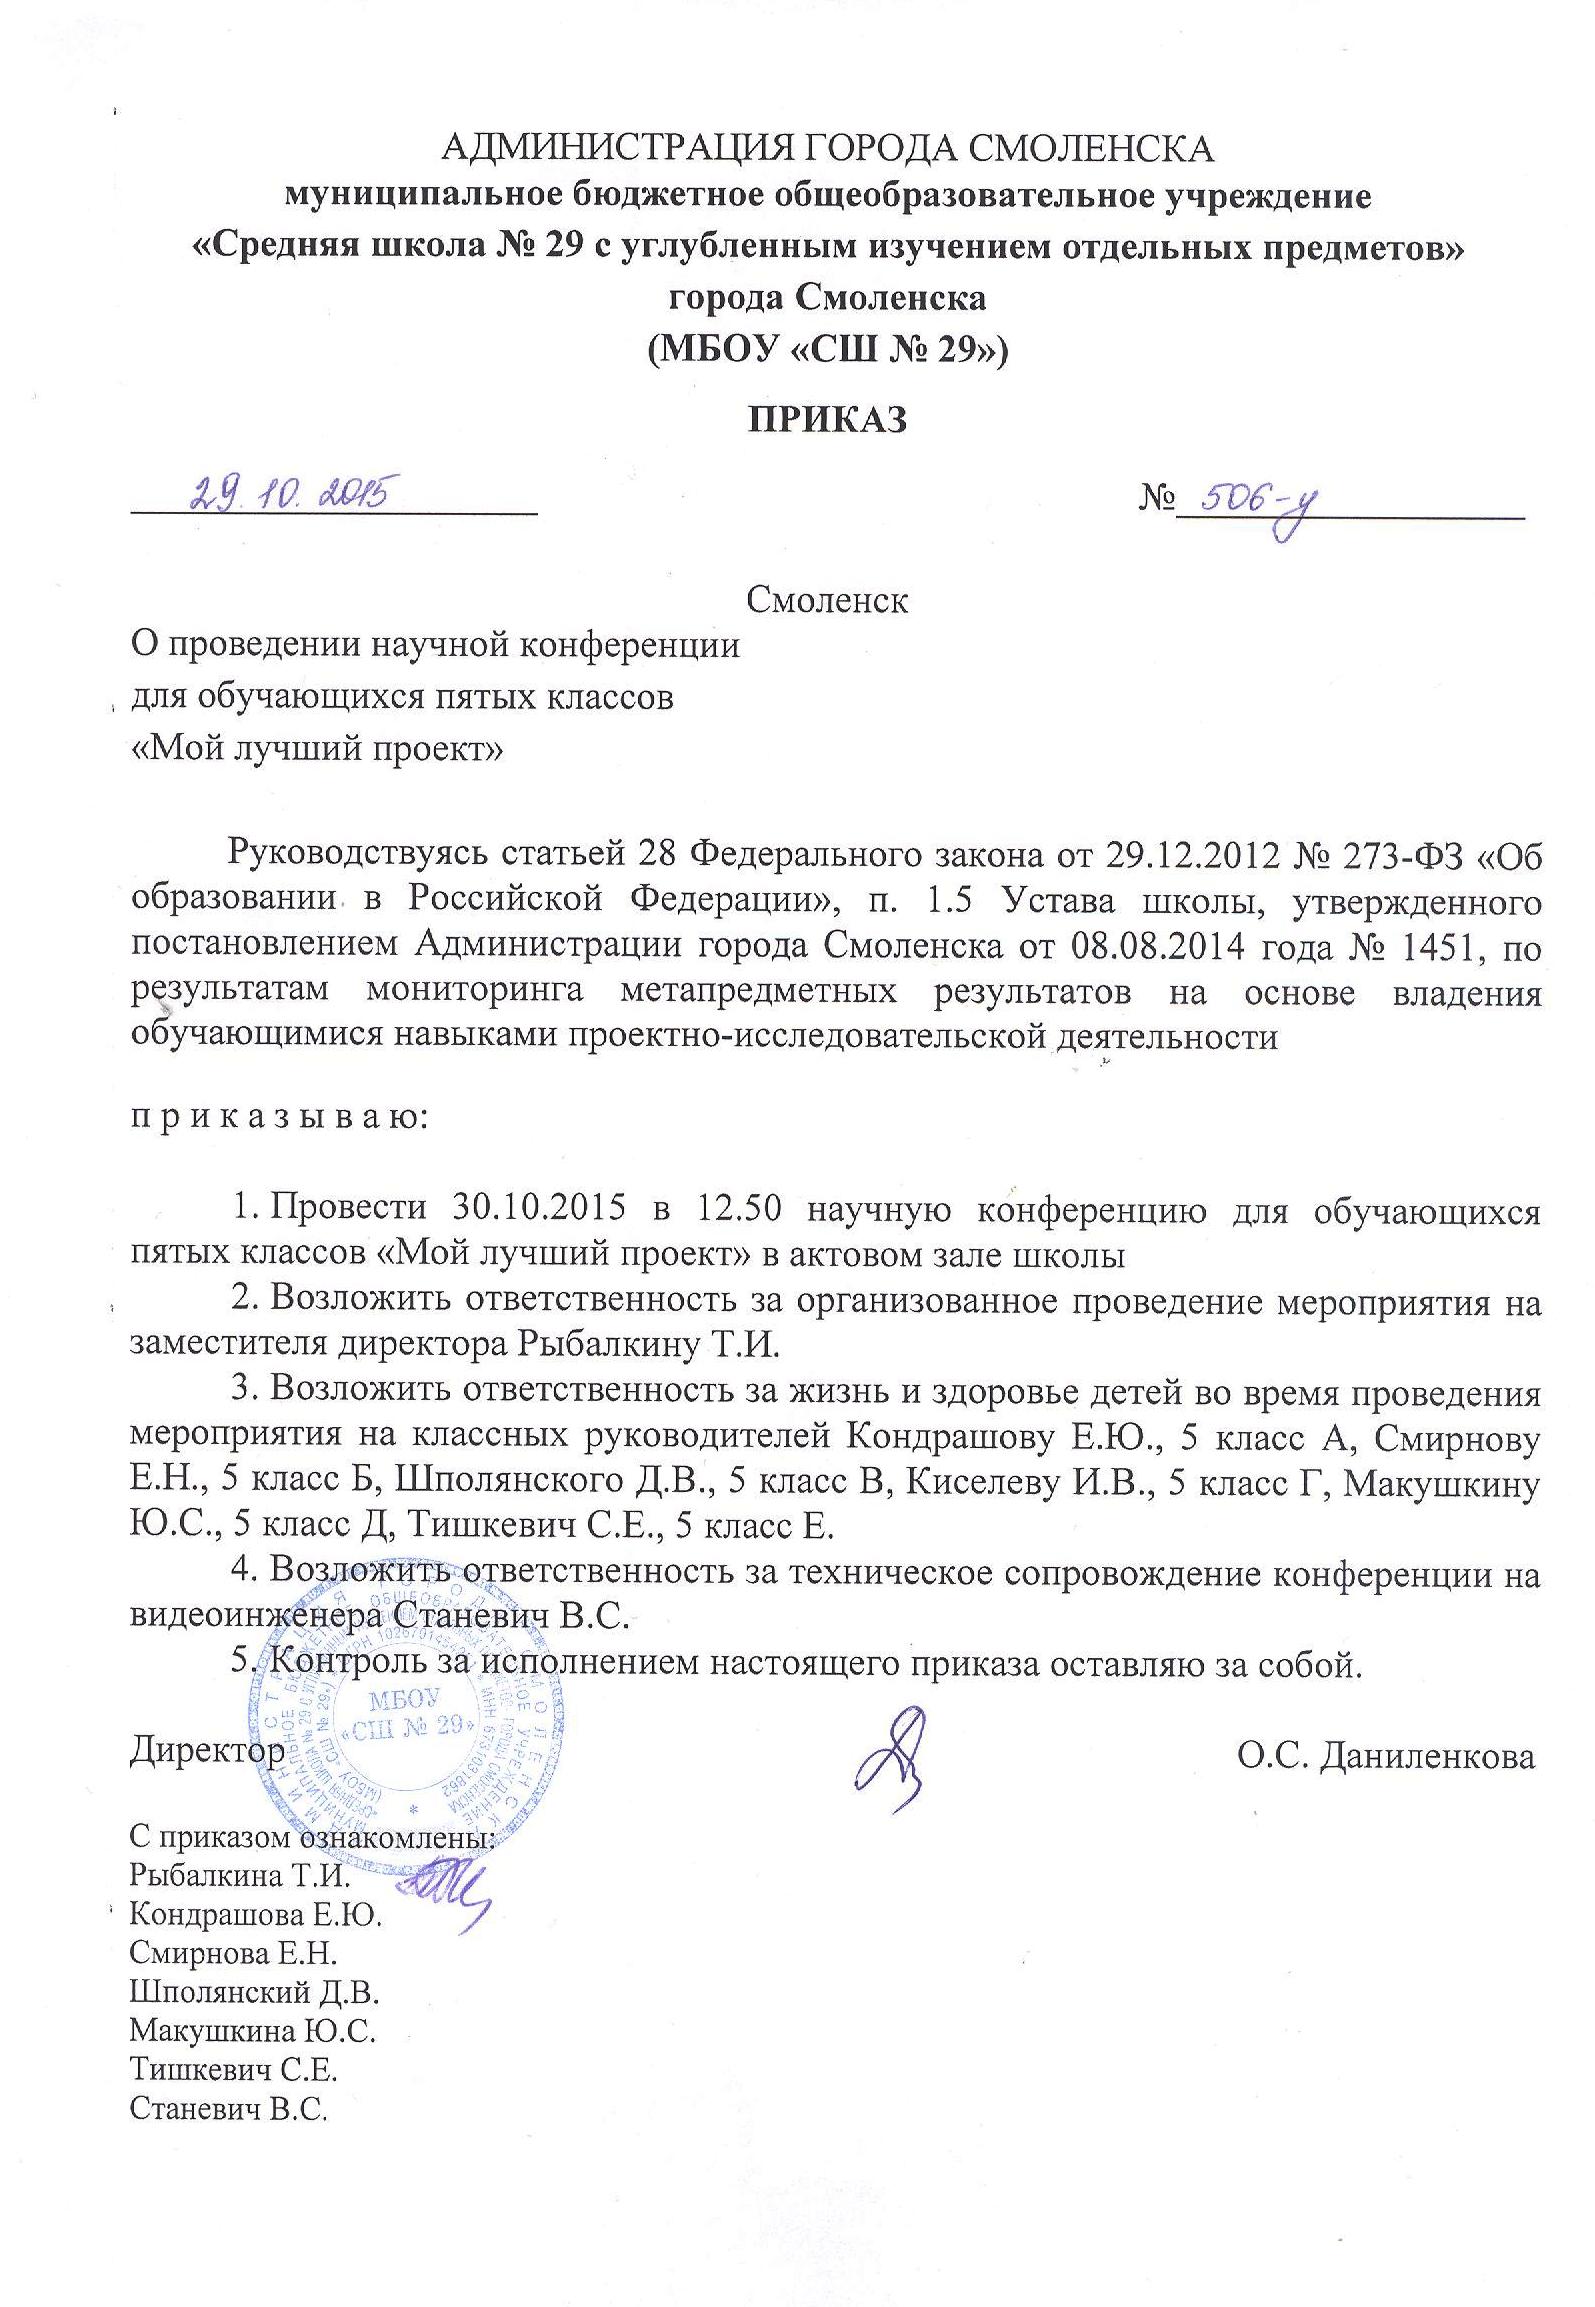 АДМИНИСТРАЦИЯ ГОРОДА СМОЛЕНСКА
муниципальное бюджетное общеобразовательное учреждение
«Средняя школа № 29 с углубленным изучением отдельных предметов»
города Смоленска
(МБОУ «СШ № 29»)
ПРИКАЗ
29.10.2015 № 506-у
Смоленск
О проведении научной конференции
для обучающихся пятых классов
«Мой лучший проект»
Руководствуясь статьей 28 Федерального закона от 29.12.2012 № 273-ФЗ «Об
образовании в Российской Федерации», п. 1.5 Устава школы, утвержденного
постановлением Администрации города Смоленска от 08.08.2014 года № 1451, по
результатам мониторинга метапредметных результатов на основе владения
обучающимися навыками проектно-исследовательской деятельности
п р и к а з ы в а ю:
1. Провести 30.10.2015 в 12.50 научную конференцию для обучающихся
пятых классов «Мой лучший проект» в актовом зале школы
2. Возложить ответственность за организованное проведение мероприятия на
заместителя директора Рыбалкину Т.И.
3. Возложить ответственность за жизнь и здоровье детей во время проведения
мероприятия на классных руководителей Кондрашову Е.Ю., 5 класс А, Смирнову
Е.Н., 5 класс Б, Шполянского Д.В., 5 класс В, Киселеву И.В., 5 класс Г, Макушкину
Ю.С., 5 класс Д, Тишкевич С.Е., 5 класс Е.
4. Возложить ответственность за техническое сопровождение конференции на
видеоинженера Станевич В.С.
5. Контроль за исполнением настоящего приказа оставляю за собой.
МБОУ
«СШ № 29»
Директор О.С. Даниленкова
С приказом ознакомлены:
Рыбалкина Т.И.
Кондрашова Е.Ю.
Смирнова Е.Н.
Шполянский Д.В.
Макушкина Ю.С.
Тишкевич С.Е.
Станевич В.С.